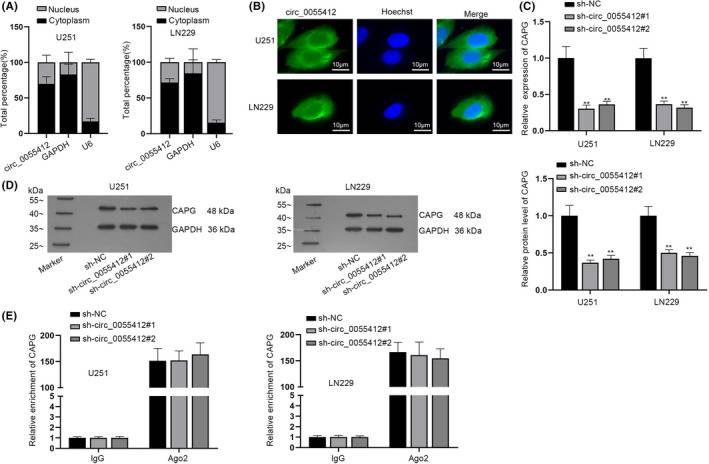 (A)
Nucleus
Cytoplasm
U251
Total percentage(%)
100
75
50
25
0
circ_0055412
GAPDH
U6
Nucleus
Cytoplasm
LN229
Total percentage(%)
100
75
50
25
0
circ_0055412
GAPDH
U6
(B)
circ_0055412
Hoechst
Merge
U251
10μm
10μm
10μm
LN229
10μm
10μm
10μm
(C)
sh-NC
sh-circ_0055412#1
sh-circ_0055412#2
Relative expression of CAPG
1.5
1.0
0.5
0.0
** ** ** **
U251
LN229
sh-NC
sh-circ_0055412#1
sh-circ_0055412#2
Relative protein level of CAPG
1.5
1.0
0.5
0.0
** ** ** **
U251
LN229
(D)
U251
kDa
55~
40~
35~
25~
CAPG 48 kDa
GAPDH 36 kDa
Marker
sh-NC
sh-circ_0055412#1
sh-circ_0055412#2
LN229
kDa
55~
45~
35~
25~
CAPG 48 kDa
GAPDH 36 kDa
Marker
sh-NC
sh-circ_0055412#1
sh-circ_0055412#2
(E)
sh-NC
sh-circ_0055412#1
sh-circ_0055412#2
U251
Relative enrichment of CAPG
200
150
100
5
4
3
2
1
0
IgG
Ago2
sh-NC
sh-circ_0055412#1
sh-circ_0055412#2
LN229
Relative enrichment of CAPG
200
150
100
5
4
3
2
1
0
IgG
Ago2